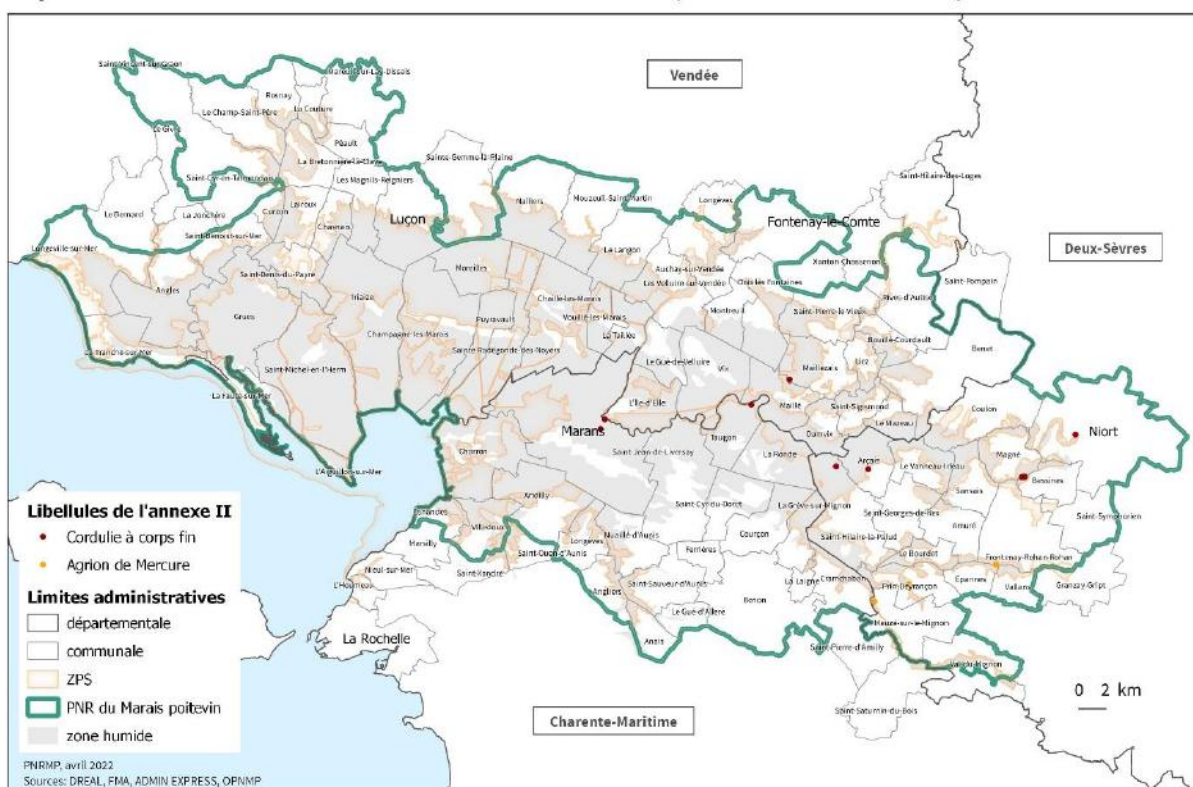 Vendée
Deux-Sèvres
Charente-Maritime
Saint-Vincent-sur-Graon
Mareuil-sur-Lay-Dissais
Rosnay
La Couture
Le Champ-Saint-Père
Le Givre
Péault
La Bretonnière-la-Claye
Sainte-Gemme-la-Plaine
Saint-Cyr-en-Talmondais
Les Magnils-Reigniers
Saint-Hilaire-des-Loges
Le Bernard
La Jonchère
Curzon
Lairoux
Luçon
Nalliers
Mouzeuil-Saint-Martin
Longèves
Fontenay-le-Comte
Chasnais
Saint-Benoist-sur-Mer
Longeville-sur-Mer
Le Langon
Xanton-Chassenon
Auchay-sur-Vendée
Saint-Denis-du-Payré
Moreilles
Les Velluire-sur-Vendée
Saint-Pompain
Angles
Triaize
Chaillé-les-Marais
Rives-d'Autise
Grues
Puyravault
Vouillé-les-Marais
Montreuil
Saint-Pierre-le-Vieux
Champagné-les-Marais
La Taillée
Bouillé-Courdault
Sainte-Radégonde-des-Noyers
Benet
La Tranche-sur-Mer
Le Gué-de-Velluire
Vix
Maillezais
Liez
Saint-Michel-en-l'Herm
La Faute-sur-Mer
L'Île-d'Elle
Maillé
Saint-Sigismond
Coulon
Le Mazeau
Niort
Marans
Taugon
Damvix
Saint-Jean-de-Liversay
La Ronde
Arçais
Le Vanneau-Irleau
Magné
Bessines
L'Aiguillon-sur-Mer
Charron
Sansais
Andilly
Saint-Cyr-du-Doret
La Grève-sur-Mignon
Saint-Georges-de-Rex
Saint-Symphorien
Esnandes
Villedoux
Amuré
Courçon
Saint-Hilaire-la-Palud
Marsilly
Saint-Ouen-d'Aunis
Longèves
Nuaillé-d'Aunis
Ferrières
Le Bourdet
Frontenay-Rohan-Rohan
Nieul-sur-Mer
Saint-Xandre
Saint-Sauveur-d'Aunis
La Laigne
Cramchaban
Prin-Deyrançon
Épannes
Vallans
Granzay-Gript
L'Houmeau
Angliers
Benon
Le Gué-d'Alleré
Mauzé-sur-le-Mignon
La Rochelle
Anais
Saint-Pierre-d'Amilly
Val-du-Mignon
Saint-Saturnin-du-Bois
0 2 km
Libellules de l'annexe II
Cordulie à corps fin
Agrion de Mercure
Limites administratives
départementale
communale
ZPS
PNR du Marais poitevin
zone humide
PNRMP, avril 2022
Sources: DREAL, FMA, ADMIN EXPRESS, OPNMP